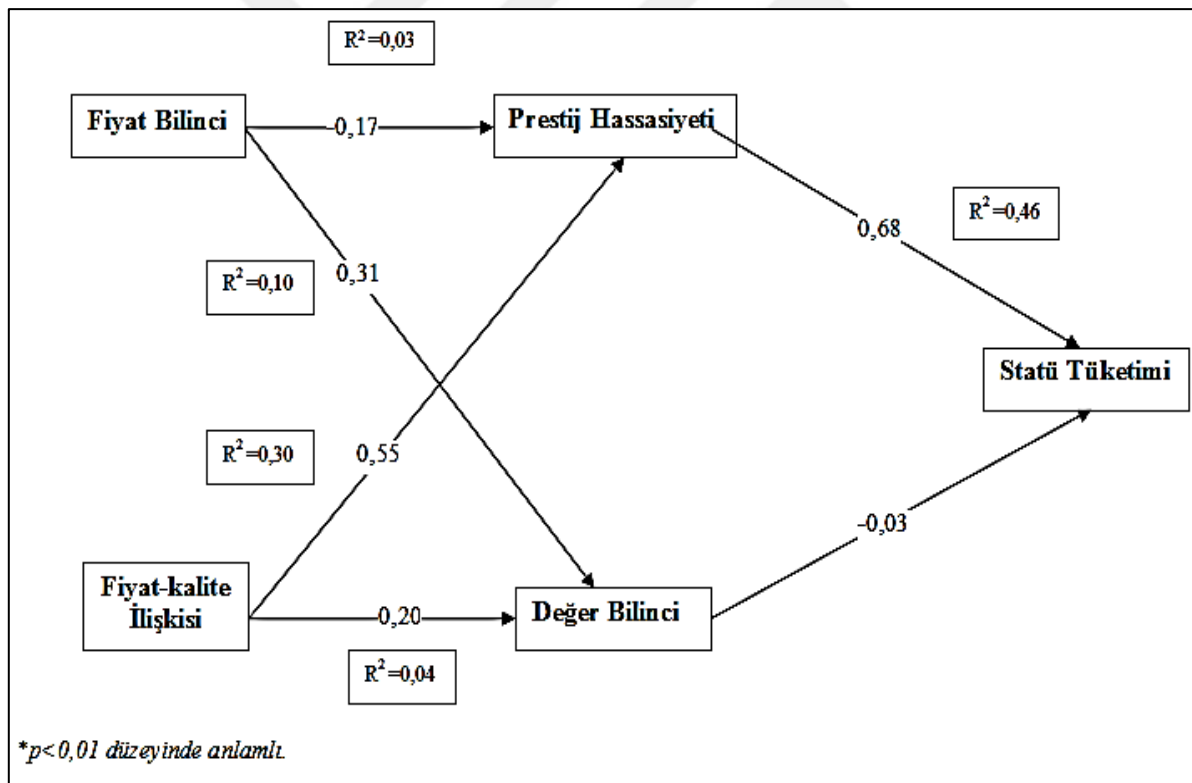 R²=0,03
Fiyat Bilinci
-0,17
Prestij Hassasiyeti
R²=0,46
0,68
R²=0,10
0,31
Statü Tüketimi
R²=0,30
0,55
-0,03
Fiyat-kalite
İlişkisi
0,20
Değer Bilinci
R²=0,04
*p<0,01 düzeyinde anlamlı.